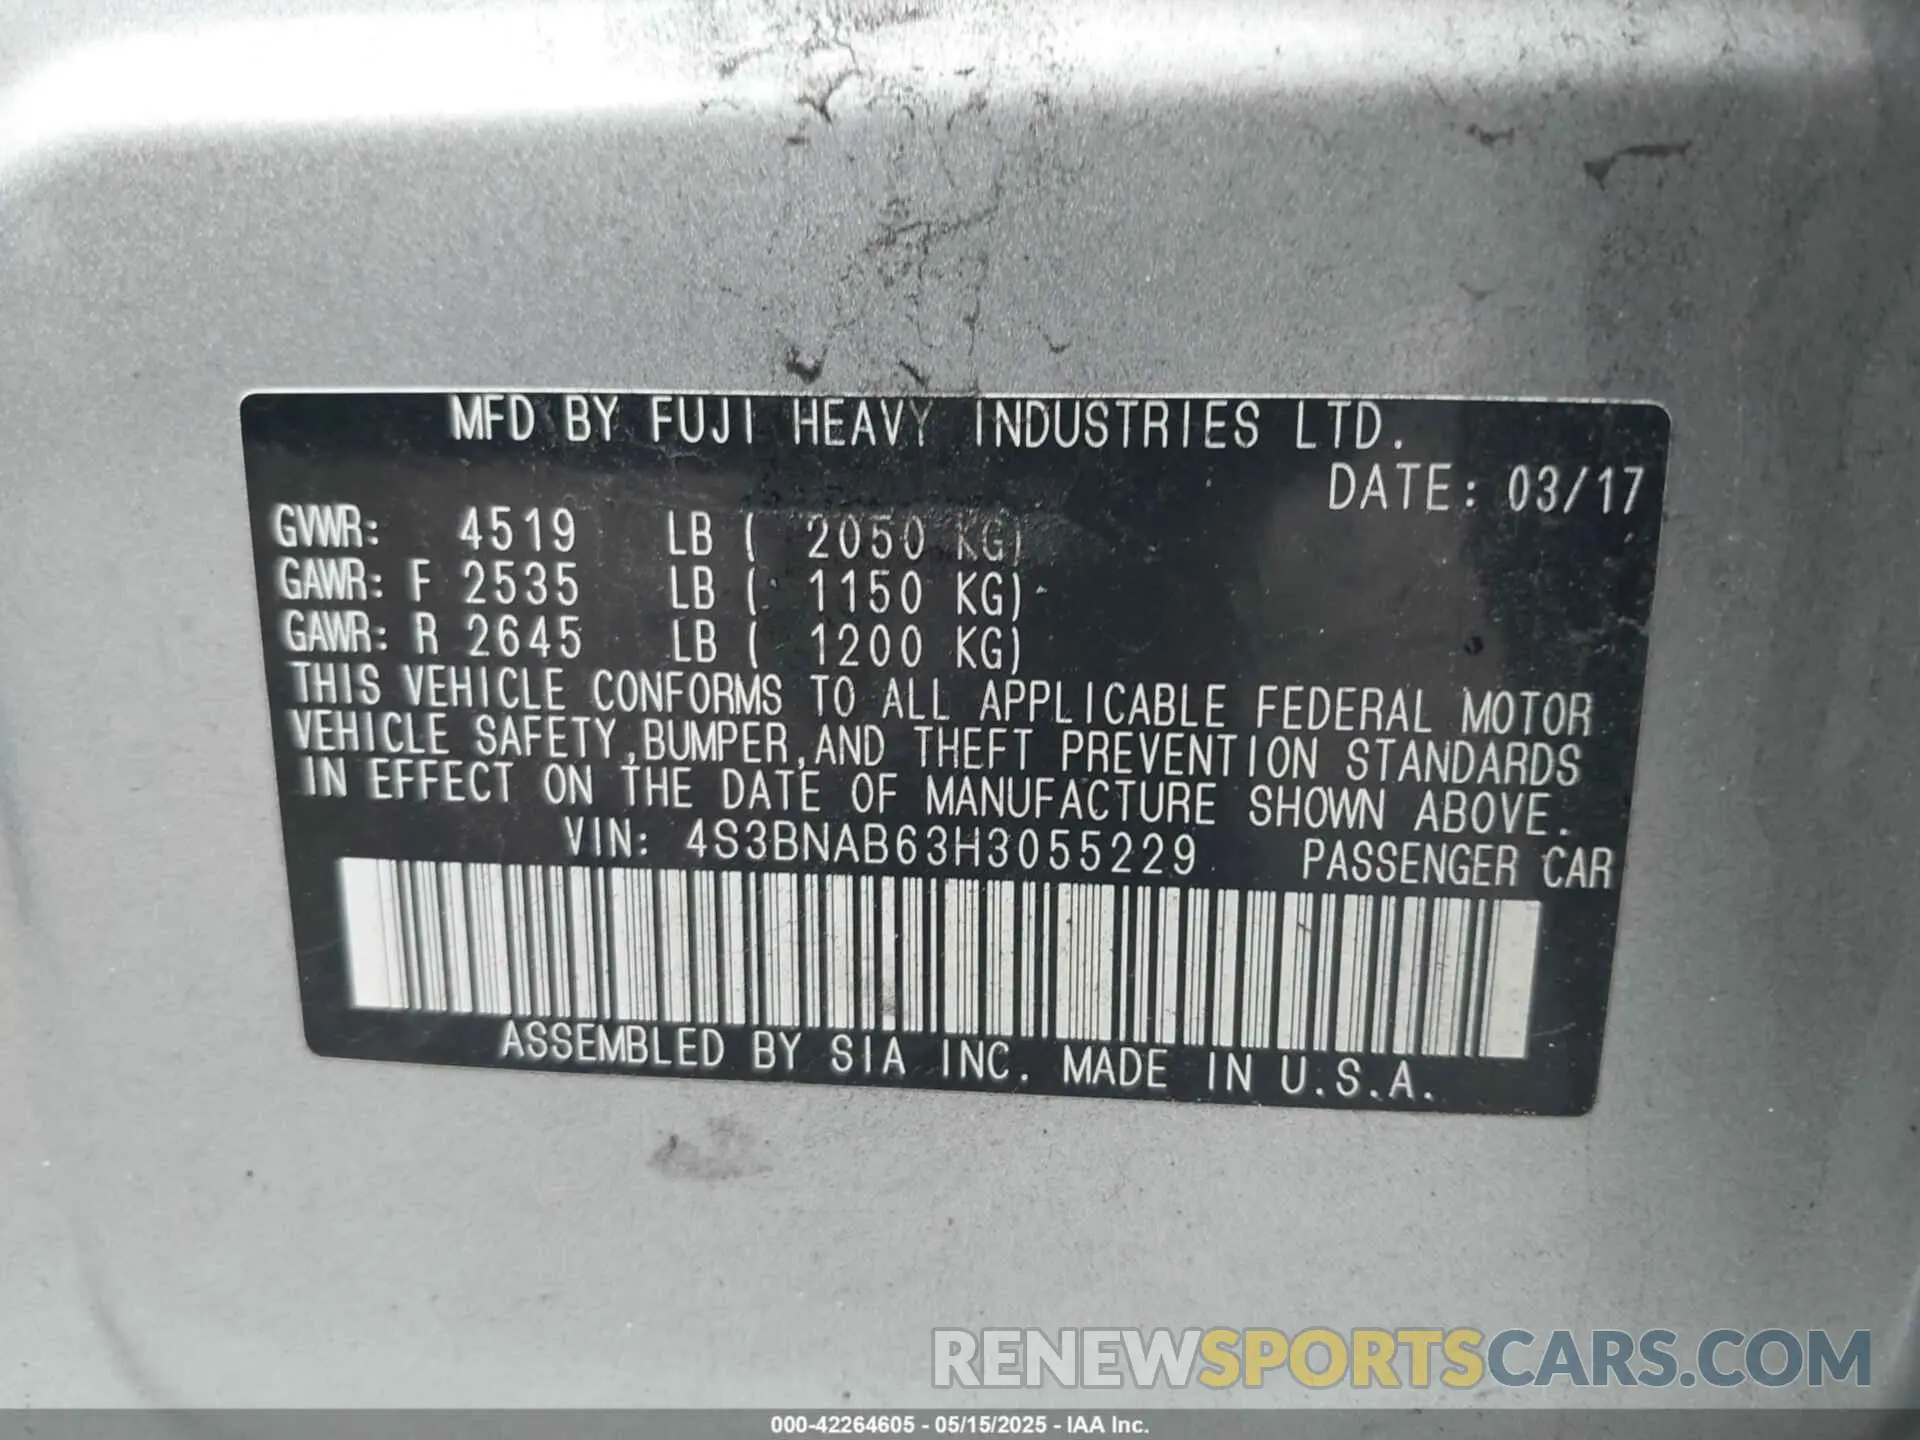 MFD BY FUJI HEAVY INDUSTRIES LTD.
DATE: 03/17
GVWR: 4519 LB ( 2050 KG)
GAWR: F 2535 LB ( 1150 KG)
GAWR: R 2645 LB ( 1200 KG)
THIS VEHICLE CONFORMS TO ALL APPLICABLE FEDERAL MOTOR
VEHICLE SAFETY,BUMPER,AND THEFT PREVENTION STANDARDS
IN EFFECT ON THE DATE OF MANUFACTURE SHOWN ABOVE.
VIN: 4S3BNAB63H3055229 PASSENGER CAR
ASSEMBLED BY SIA INC. MADE IN U.S.A.
RENEWSPORTSCARS.COM
000-42264605 - 05/15/2025 - IAA Inc.